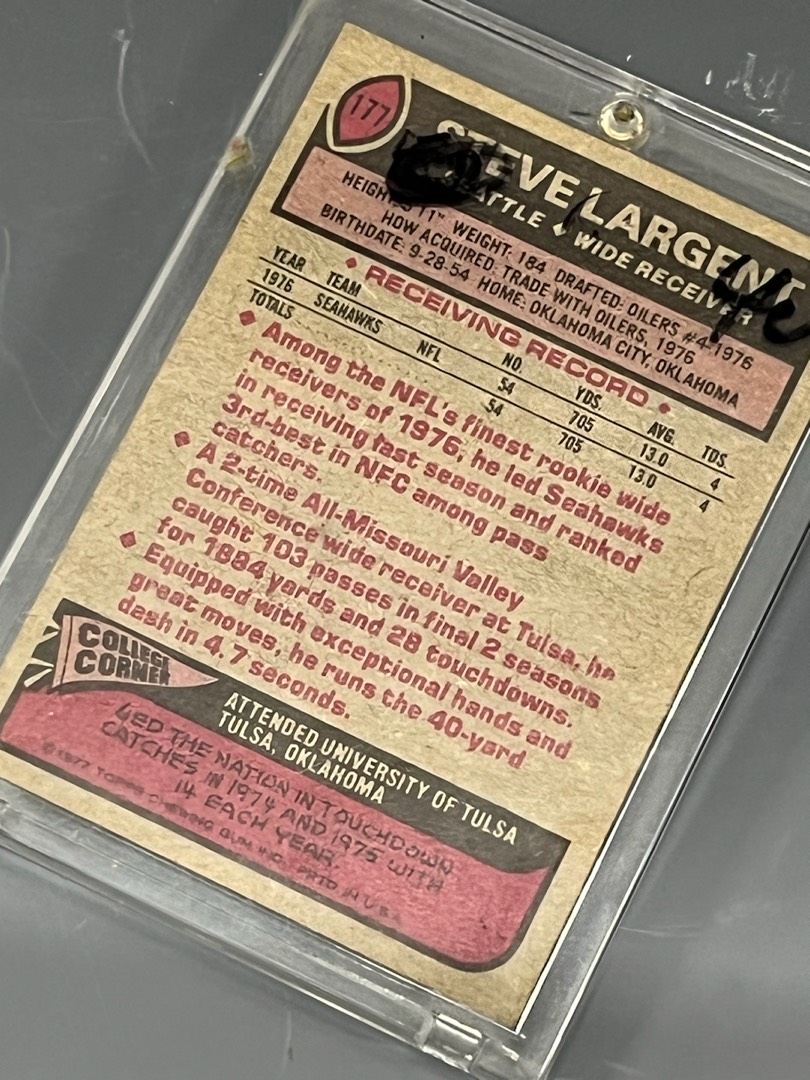 177
STEVE LARGENT
SEATTLE ♦ WIDE RECEIVER
HEIGHT: 5'11" WEIGHT: 184 DRAFTED: OILERS #4-1976
HOW ACQUIRED: TRADE WITH OILERS, 1976
BIRTHDATE: 9-28-54 HOME: OKLAHOMA CITY, OKLAHOMA
♦ RECEIVING RECORD ♦
YEAR TEAM NO. YDS. AVG. TDS.
1976 SEAHAWKS NFL 54 705 13.0 4
TOTALS 54 705 13.0 4
♦ Among the NFL's finest rookie wide
receivers of 1976, he led Seahawks
in receiving last season and ranked
3rd-best in NFC among pass
catchers.
♦ A 2-time All-Missouri Valley
Conference wide receiver at Tulsa, he
caught 103 passes in final 2 seasons
for 1884 yards and 28 touchdowns.
♦ Equipped with exceptional hands and
great moves, he runs the 40-yard
dash in 4.7 seconds.
COLLEGE
CORNER
ATTENDED UNIVERSITY OF TULSA
TULSA, OKLAHOMA
LED THE NATION IN TOUCHDOWN
CATCHES IN 1974 AND 1975 WITH
14 EACH YEAR.
© 1977 TOPPS CHEWING GUM INC. PRTD IN U.S.A.